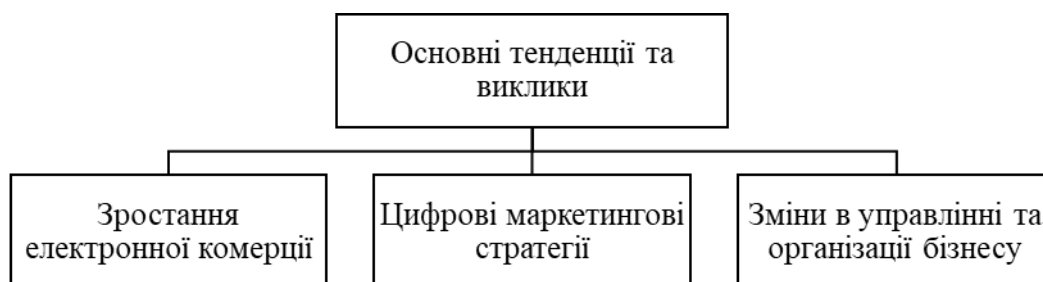 Основні тенденції та
виклики
Зростання
електронної комерції
Цифрові маркетингові
стратегії
Зміни в управлінні та
організації бізнесу